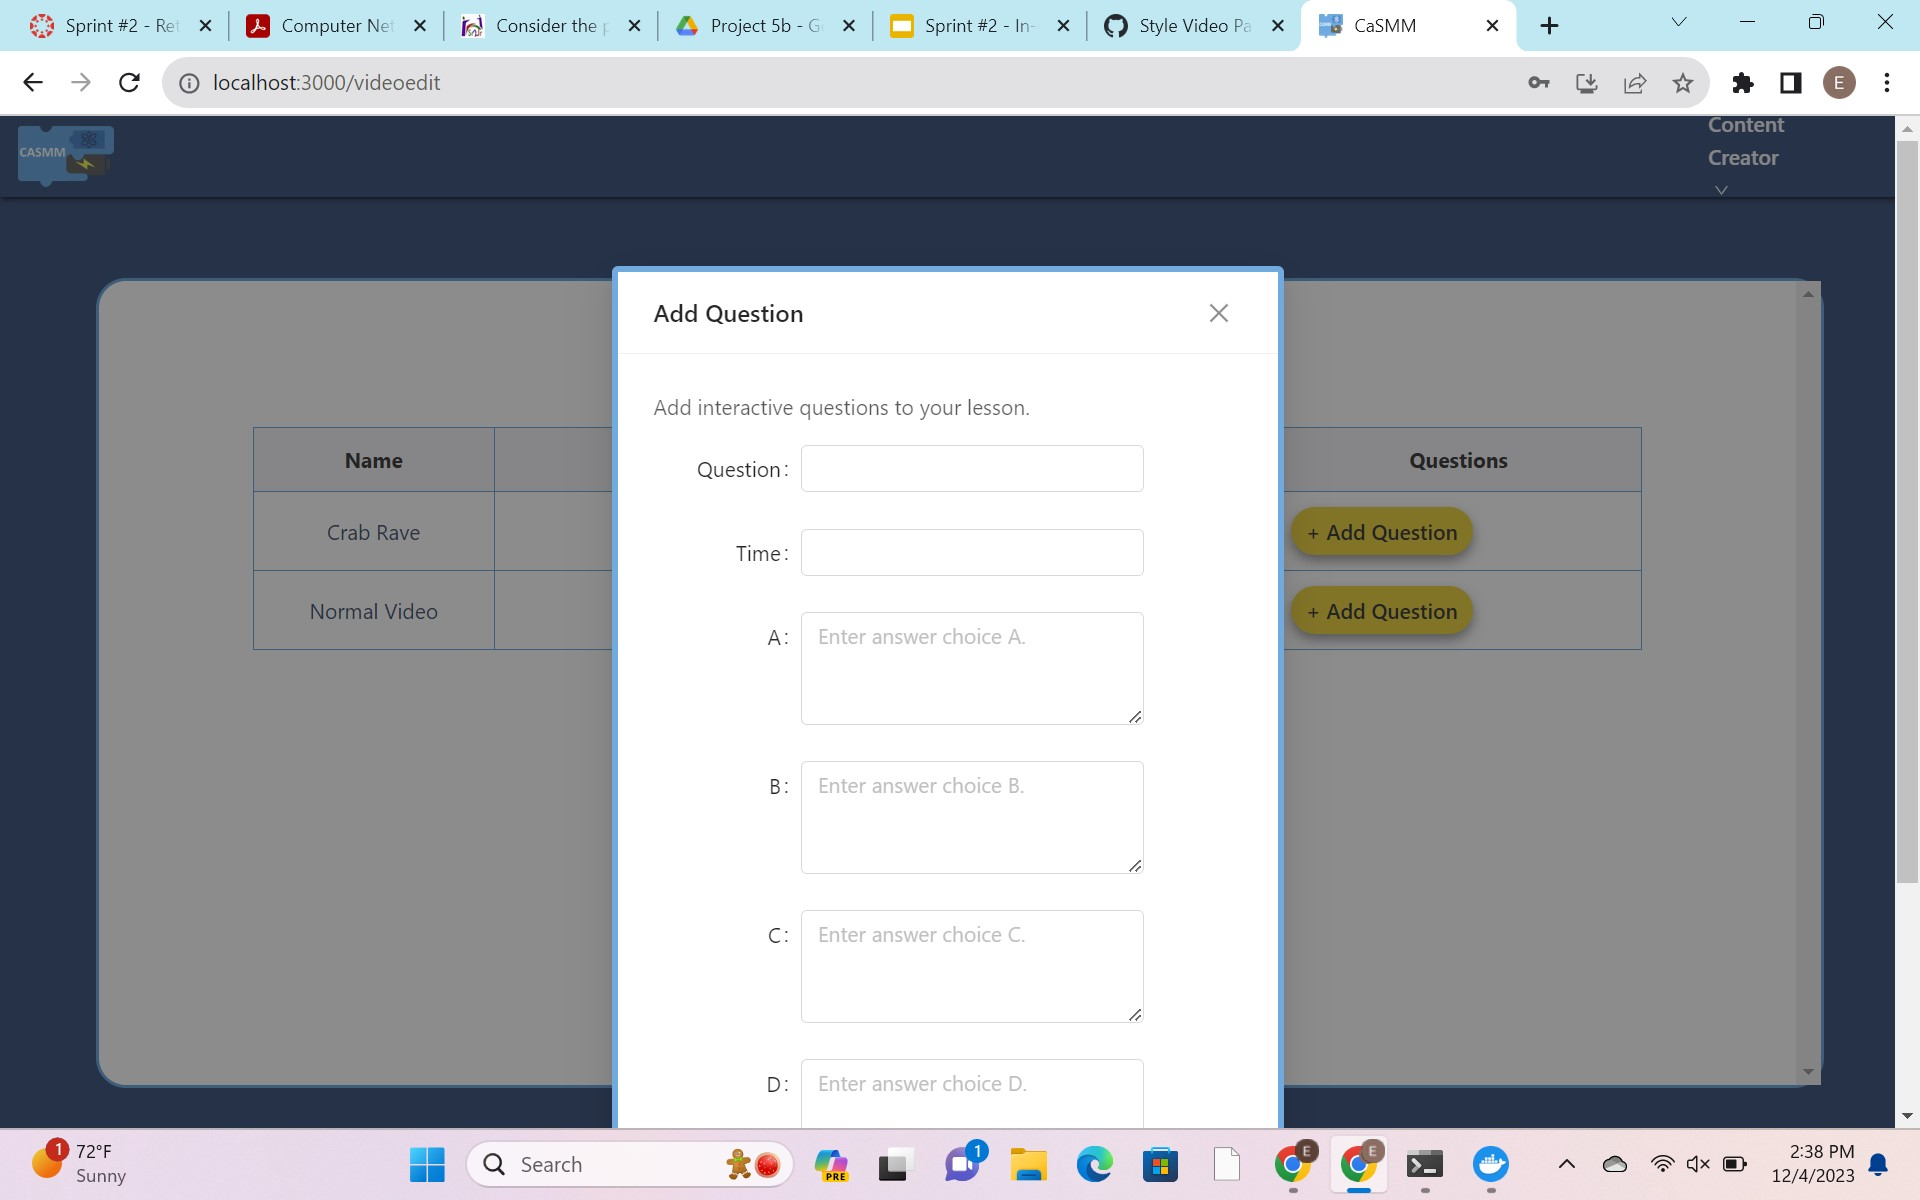 Sprint #2 - Ret
Computer Net
Consider the p
Project 5b - Go
Sprint #2 - In-
Style Video Pa
CaSMM
localhost:3000/videoedit
E
CASMM
Content
Creator
Add Question
Add interactive questions to your lesson.
Question:
Time:
A:
Enter answer choice A.
B:
Enter answer choice B.
C:
Enter answer choice C.
D:
Enter answer choice D.
Name
Questions
Crab Rave
+ Add Question
Normal Video
+ Add Question
1
72°F
Sunny
Search
PRE
1
E
E
2:38 PM
12/4/2023